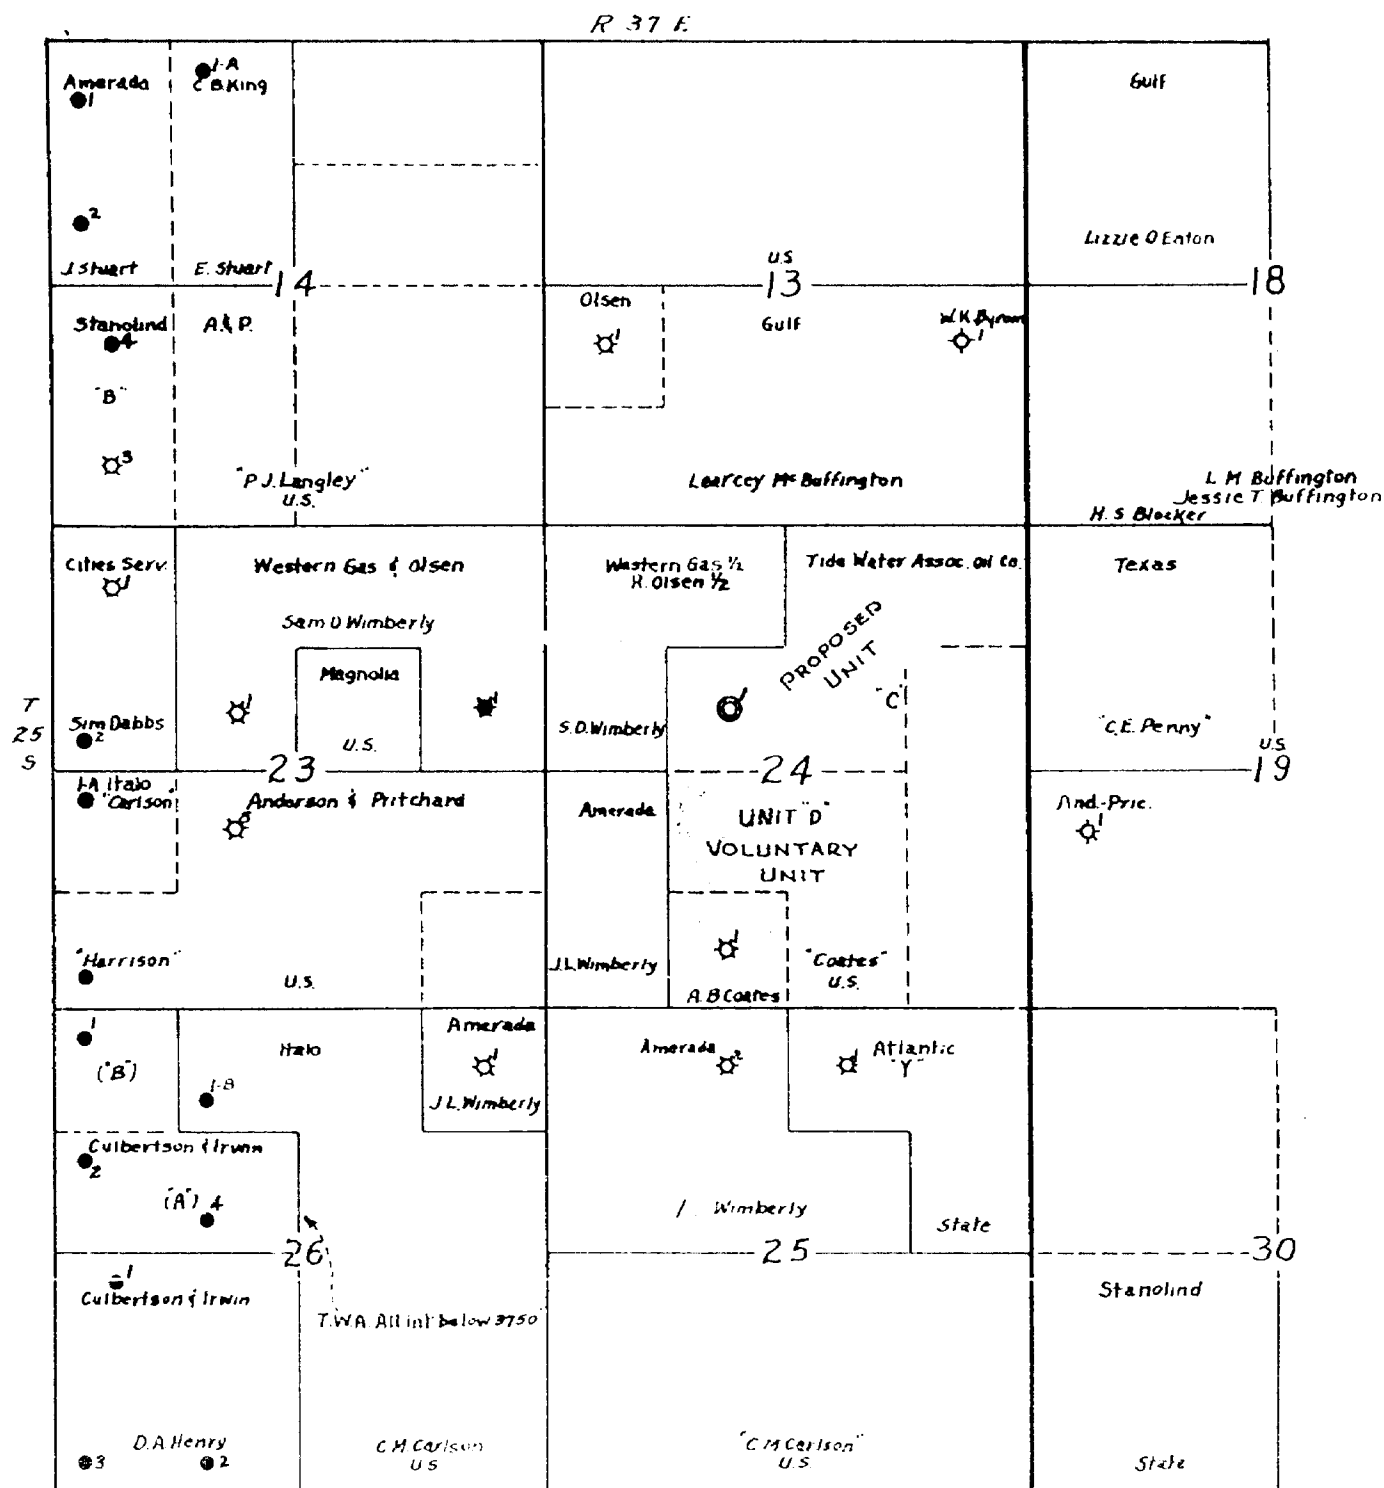 R 37 E
Amerada
1
1-A
C B. King
Gulf
2
J. Stuart
E. Stuart
14
U.S
13
Lizzie O Eaton
18
Stanolind
4
A. & P.
Olsen
1
Gulf
W.K. Byrom
1
"B"
3
"P. J. Langley"
U.S.
Learcey Mc Buffington
L M Buffington
Jessie T. Buffington
H. S Blocker
Cities Serv.
1
Western Gas & Olsen
Western Gas ½
R. Olsen ½
Tide Water Assoc. Oil Co.
Texas
Sam D Wimberly
PROPOSED
UNIT
"C"
Magnolia
1
1
1
T
25
S
Sim Dabbs
2
U.S.
S.D. Wimberly
"C.E. Penny"
U.S.
23
24
19
1-A Italo
"Carlson"
Anderson & Pritchard
3
Amerada
UNIT "D"
VOLUNTARY
UNIT
And.-Pric.
1
"Harrison"
U.S.
J.L. Wimberly
1
A. B Coates
"Coates"
U.S.
1
("B")
Italo
1-B
Amerada
1
J.L. Wimberly
Amerada
2
1
Atlantic
"Y"
Culbertson & Irwin
2
("A")
4
Wimberly
State
26
25
30
1
Culbertson & Irwin
T.W.A. All int below 3750'
Stanolind
D. A. Henry
3
2
C.M. Carlson
U S
"C M Carlson"
U.S.
State